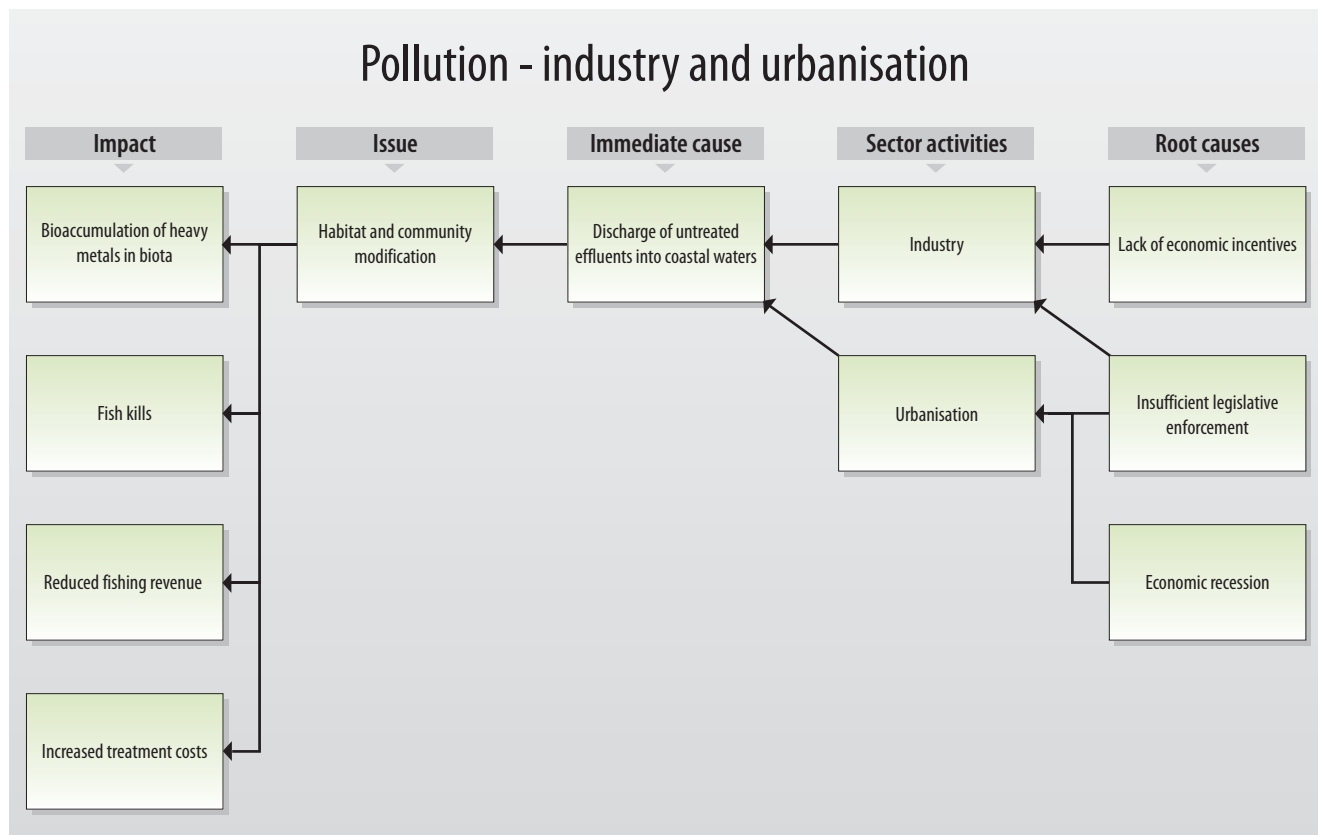 Pollution - industry and urbanisation
Impact
Issue
Immediate cause
Sector activities
Root causes
Bioaccumulation of heavy
metals in biota
Habitat and community
modification
Discharge of untreated
effluents into coastal waters
Industry
Lack of economic incentives
Fish kills
Urbanisation
Insufficient legislative
enforcement
Reduced fishing revenue
Economic recession
Increased treatment costs